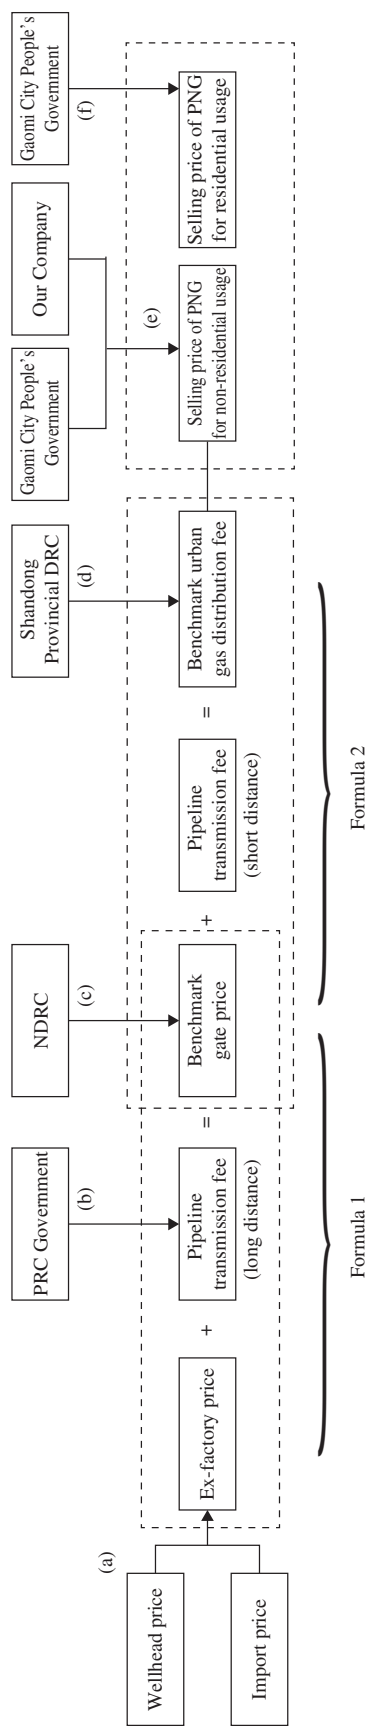 PRC Government
NDRC
Shandong
Provincial DRC
Gaomi City People's
Government
Our Company
Gaomi City People's
Government
(a)
(b)
(c)
(d)
(e)
(f)
Wellhead price
Import price
Ex-factory price
+
Pipeline
transmission fee
(long distance)
=
Benchmark
gate price
+
Pipeline
transmission fee
(short distance)
=
Benchmark urban
gas distribution fee
Selling price of PNG
for non-residential usage
Selling price of PNG
for residential usage
Formula 1
Formula 2